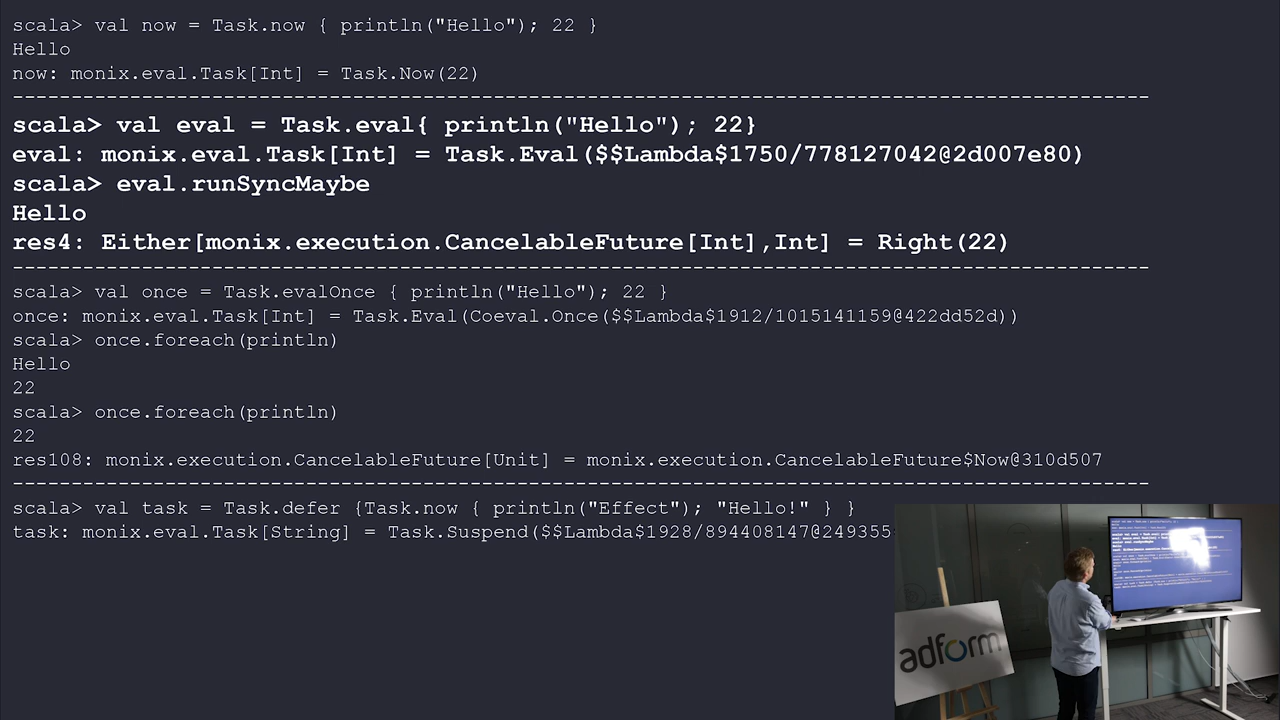 scala> val now = Task.now { println("Hello"); 22 }
Hello
now: monix.eval.Task[Int] = Task.Now(22)
-------------------------------------------------------------------------------------------------
scala> val eval = Task.eval{ println("Hello"); 22}
eval: monix.eval.Task[Int] = Task.Eval($$Lambda$1750/778127042@2d007e80)
scala> eval.runSyncMaybe
Hello
res4: Either[monix.execution.CancelableFuture[Int],Int] = Right(22)
-------------------------------------------------------------------------------------------------
scala> val once = Task.evalOnce { println("Hello"); 22 }
once: monix.eval.Task[Int] = Task.Eval(Coeval.Once($$Lambda$1912/1015141159@422dd52d))
scala> once.foreach(println)
Hello
22
scala> once.foreach(println)
22
res108: monix.execution.CancelableFuture[Unit] = monix.execution.CancelableFuture$Now@310d507
-------------------------------------------------------------------------------------------------
scala> val task = Task.defer {Task.now { println("Effect"); "Hello!" } }
task: monix.eval.Task[String] = Task.Suspend($$Lambda$1928/894408147@249355
adform